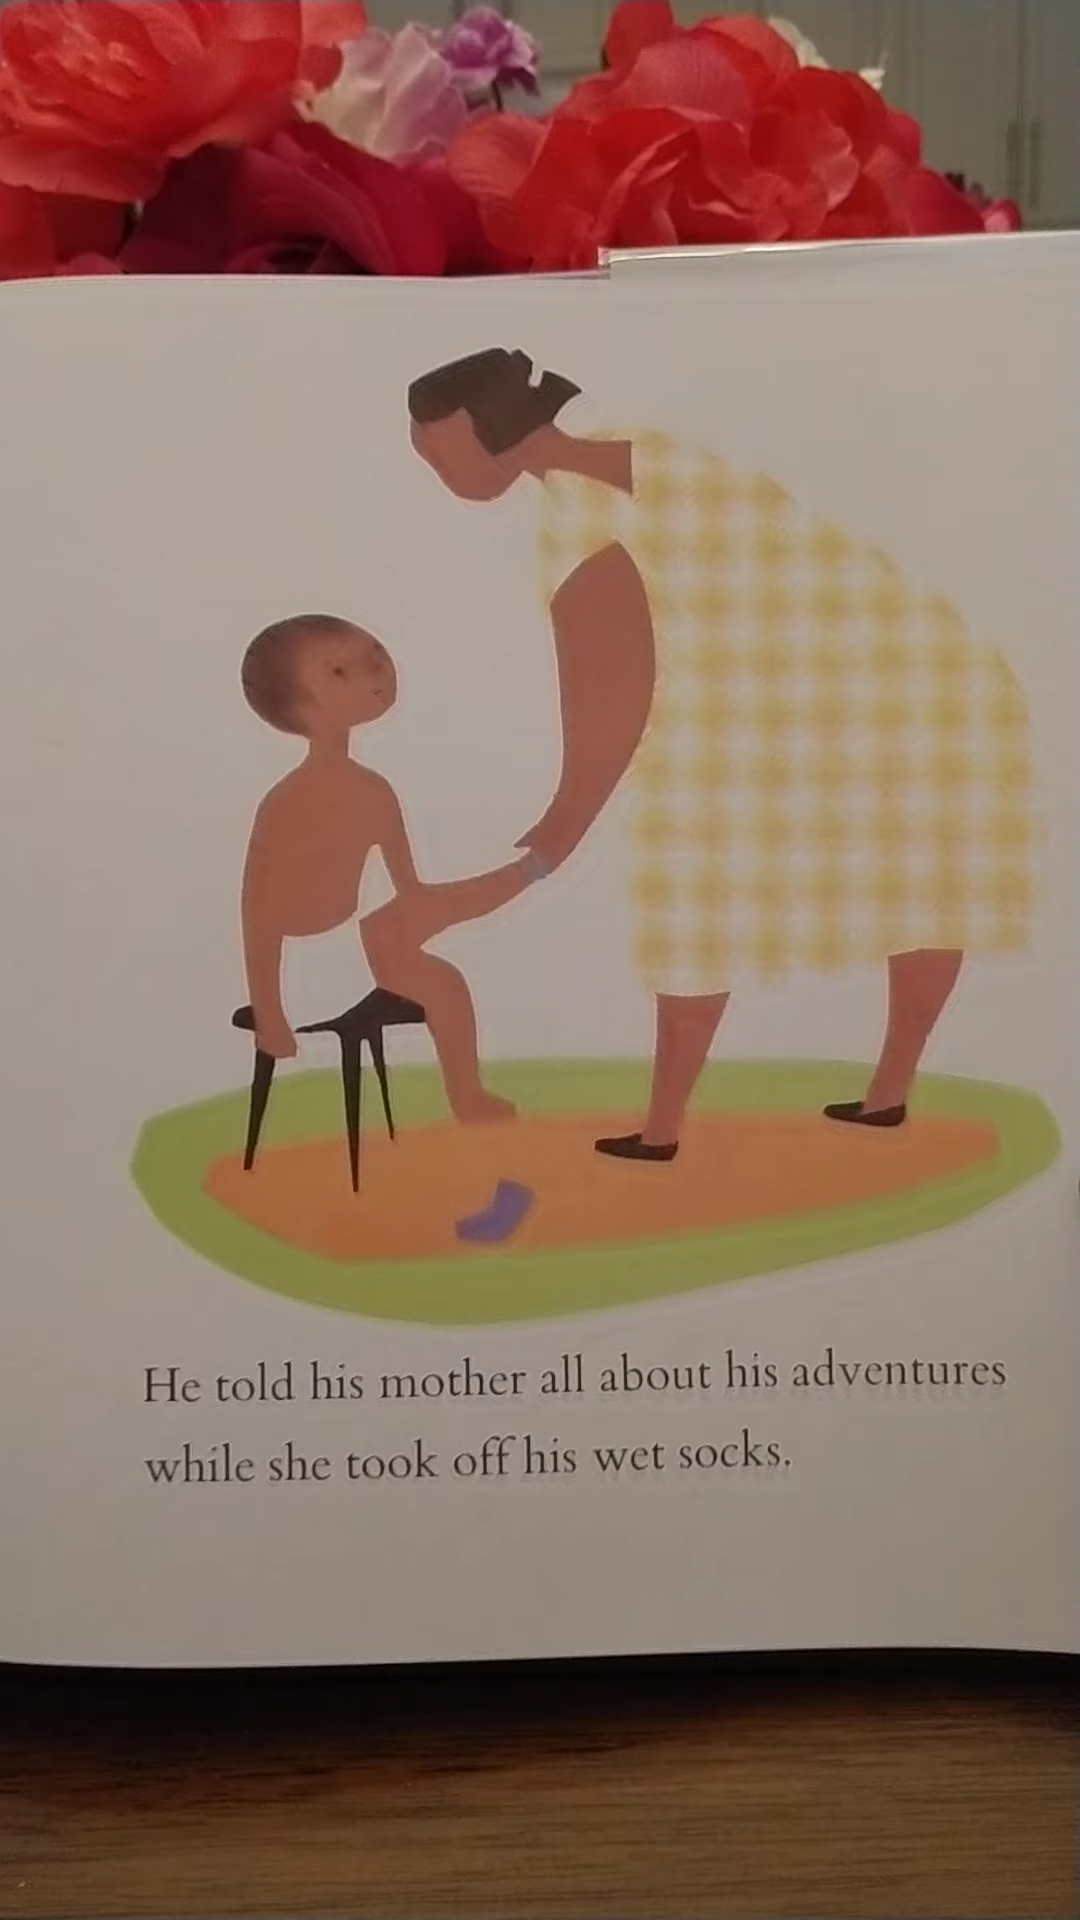 He told his mother all about his adventures
while she took off his wet socks.